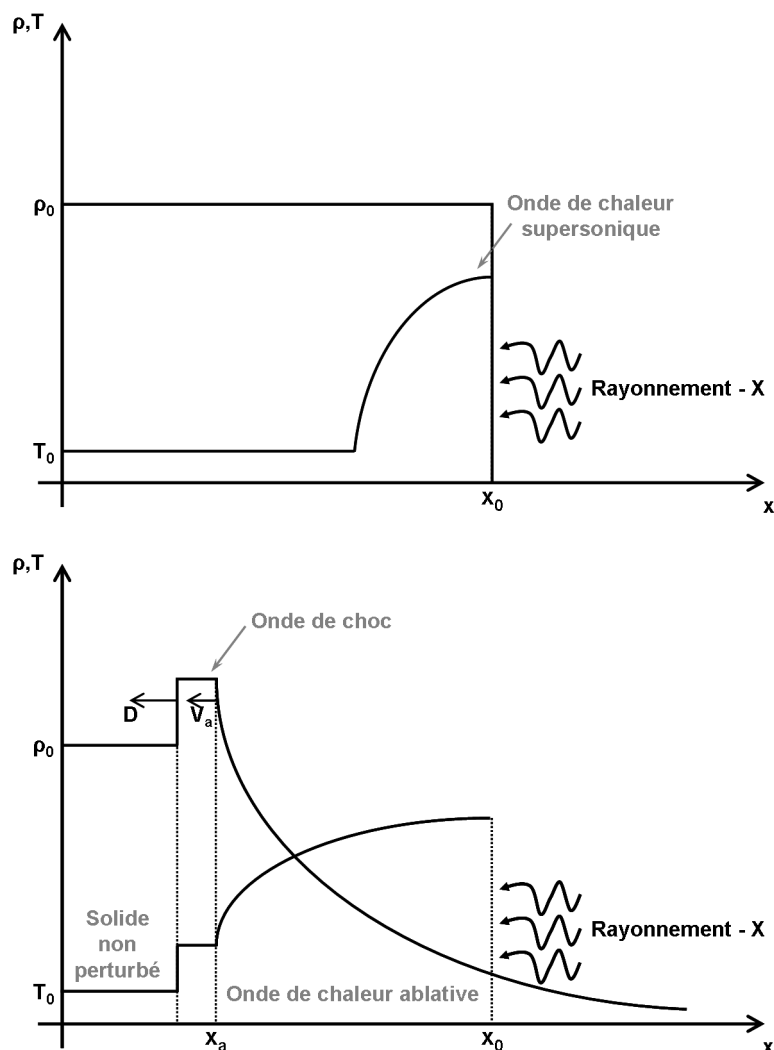 ρ,T
ρ₀
Onde de chaleur
supersonique
Rayonnement - X
T₀
x₀
x
ρ,T
Onde de choc
D
Vₐ
ρ₀
Solide
non
perturbé
Rayonnement - X
T₀
Onde de chaleur ablative
xₐ
x₀
x